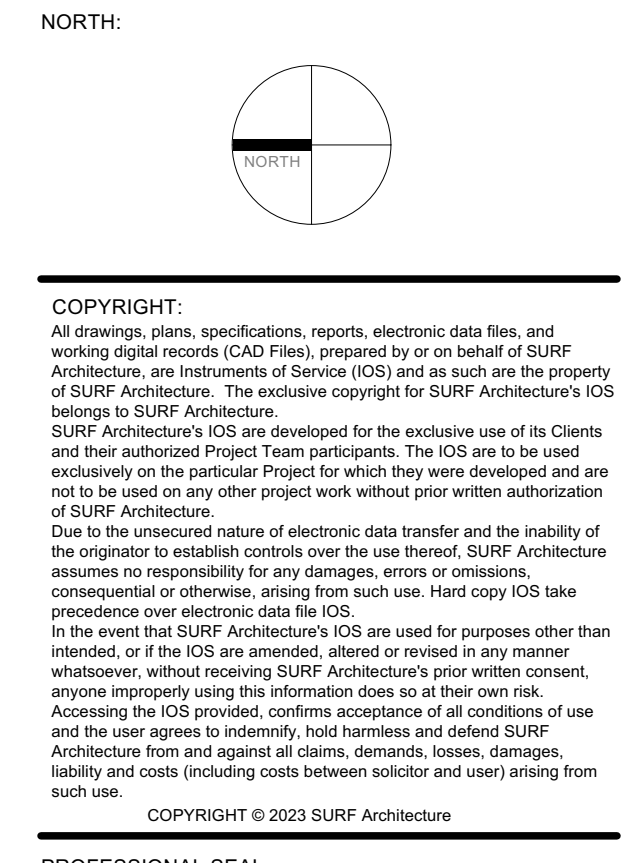 NORTH:
NORTH
COPYRIGHT:
All drawings, plans, specifications, reports, electronic data files, and
working digital records (CAD Files), prepared by or on behalf of SURF
Architecture, are Instruments of Service (IOS) and as such are the property
of SURF Architecture.  The exclusive copyright for SURF Architecture's IOS
belongs to SURF Architecture.
SURF Architecture's IOS are developed for the exclusive use of its Clients
and their authorized Project Team participants. The IOS are to be used
exclusively on the particular Project for which they were developed and are
not to be used on any other project work without prior written authorization
of SURF Architecture.
Due to the unsecured nature of electronic data transfer and the inability of
the originator to establish controls over the use thereof, SURF Architecture
assumes no responsibility for any damages, errors or omissions,
consequential or otherwise, arising from such use. Hard copy IOS take
precedence over electronic data file IOS.
In the event that SURF Architecture's IOS are used for purposes other than
intended, or if the IOS are amended, altered or revised in any manner
whatsoever, without receiving SURF Architecture's prior written consent,
anyone improperly using this information does so at their own risk.
Accessing the IOS provided, confirms acceptance of all conditions of use
and the user agrees to indemnify, hold harmless and defend SURF
Architecture from and against all claims, demands, losses, damages,
liability and costs (including costs between solicitor and user) arising from
such use.
COPYRIGHT © 2023 SURF Architecture
PROFESSIONAL SEAL